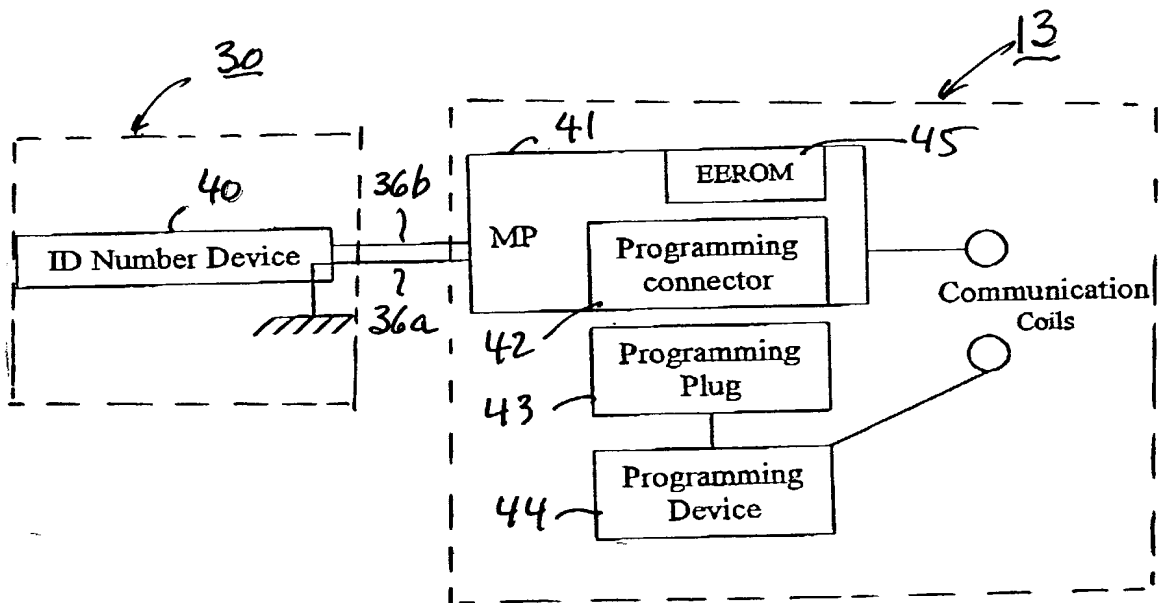 30
13
41
45
EEROM
40
36b
ID Number Device
MP
Programming
connector
36a
42
Communication
Coils
Programming
Plug
43
Programming
Device
44